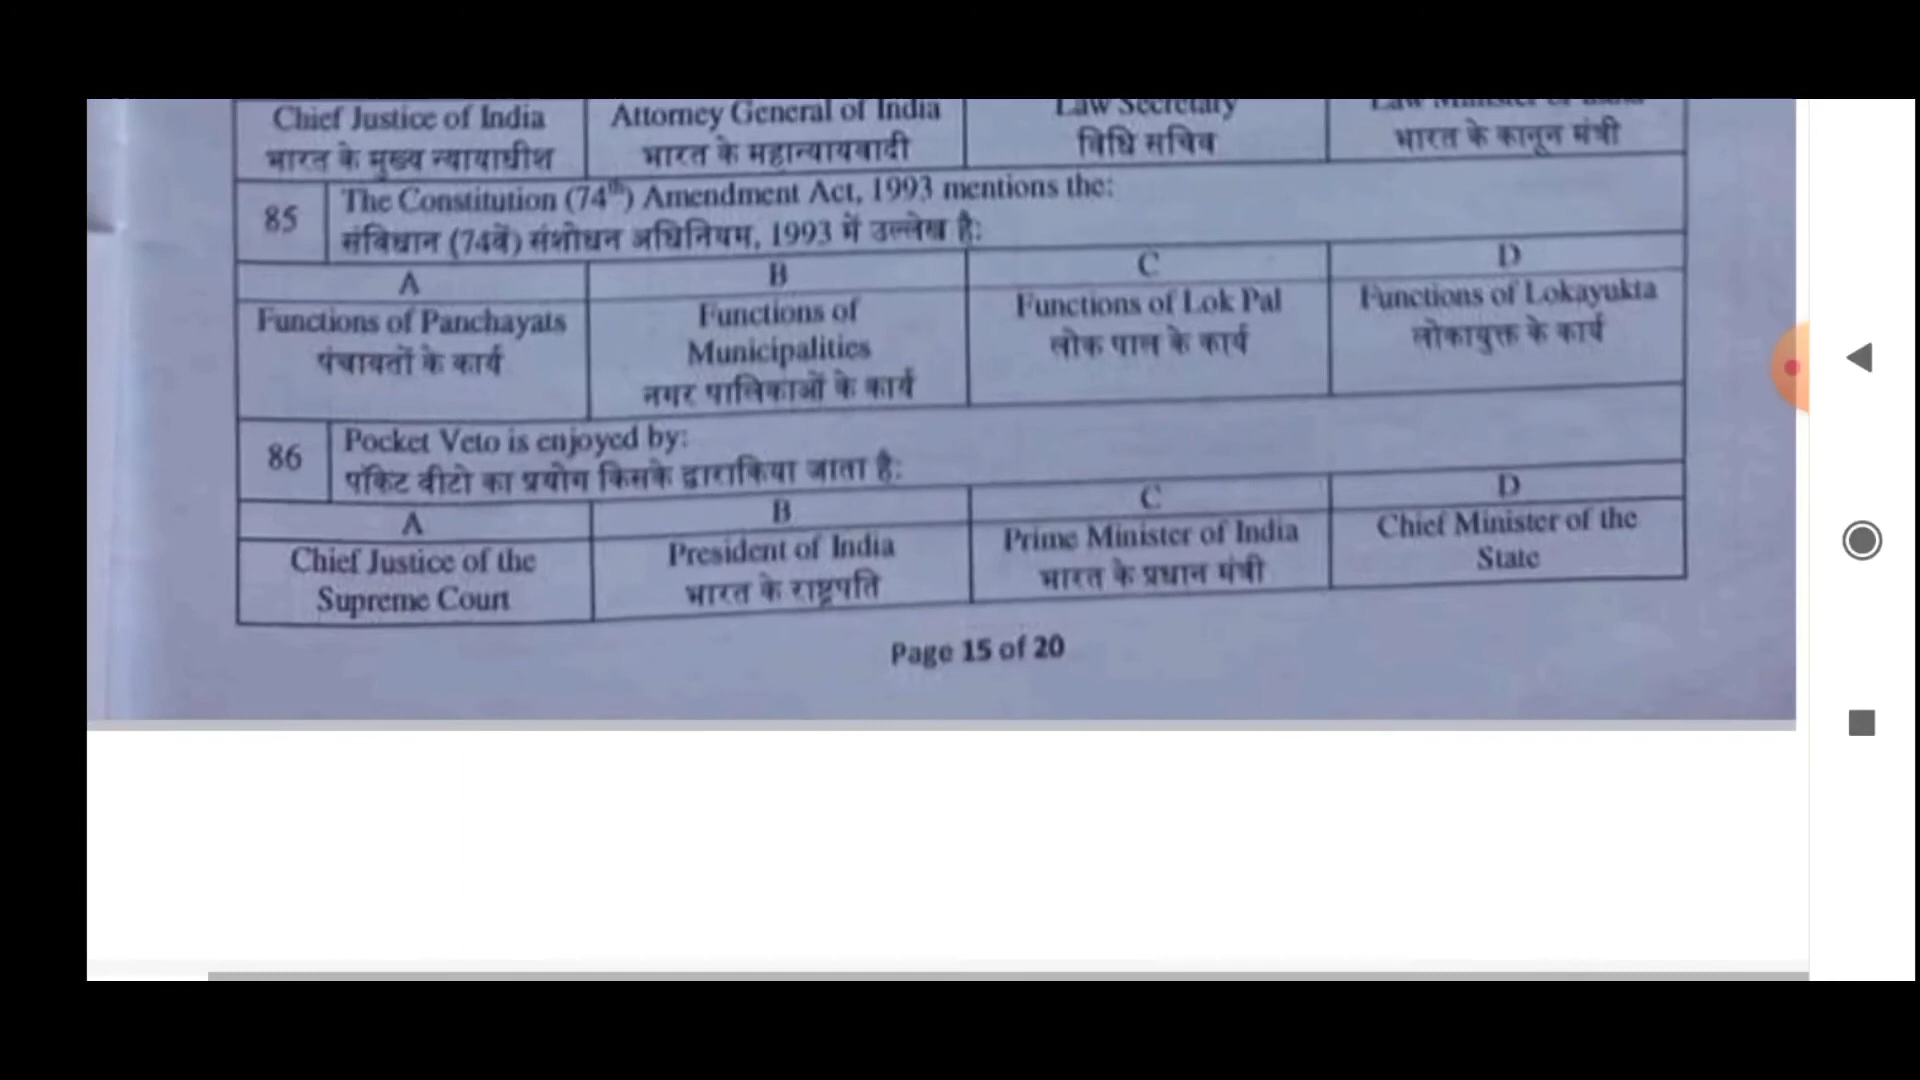 Chief Justice of India
भारत के मुख्य न्यायाधीश
Attorney General of India
भारत के महान्यायवादी
Law Secretary
विधि सचिव
Law Minister of India
भारत के कानून मंत्री
85
The Constitution (74th) Amendment Act, 1993 mentions the:
संविधान (74वें) संशोधन अधिनियम, 1993 में उल्लेख है:
A
B
C
D
Functions of Panchayats
पंचायतों के कार्य
Functions of
Municipalities
नगर पालिकाओं के कार्य
Functions of Lok Pal
लोक पाल के कार्य
Functions of Lokayukta
लोकायुक्त के कार्य
86
Pocket Veto is enjoyed by:
पॉकेट वीटो का प्रयोग किसके द्वाराकिया जाता है:
A
B
C
D
Chief Justice of the
Supreme Court
President of India
भारत के राष्ट्रपति
Prime Minister of India
भारत के प्रधान मंत्री
Chief Minister of the
State
Page 15 of 20